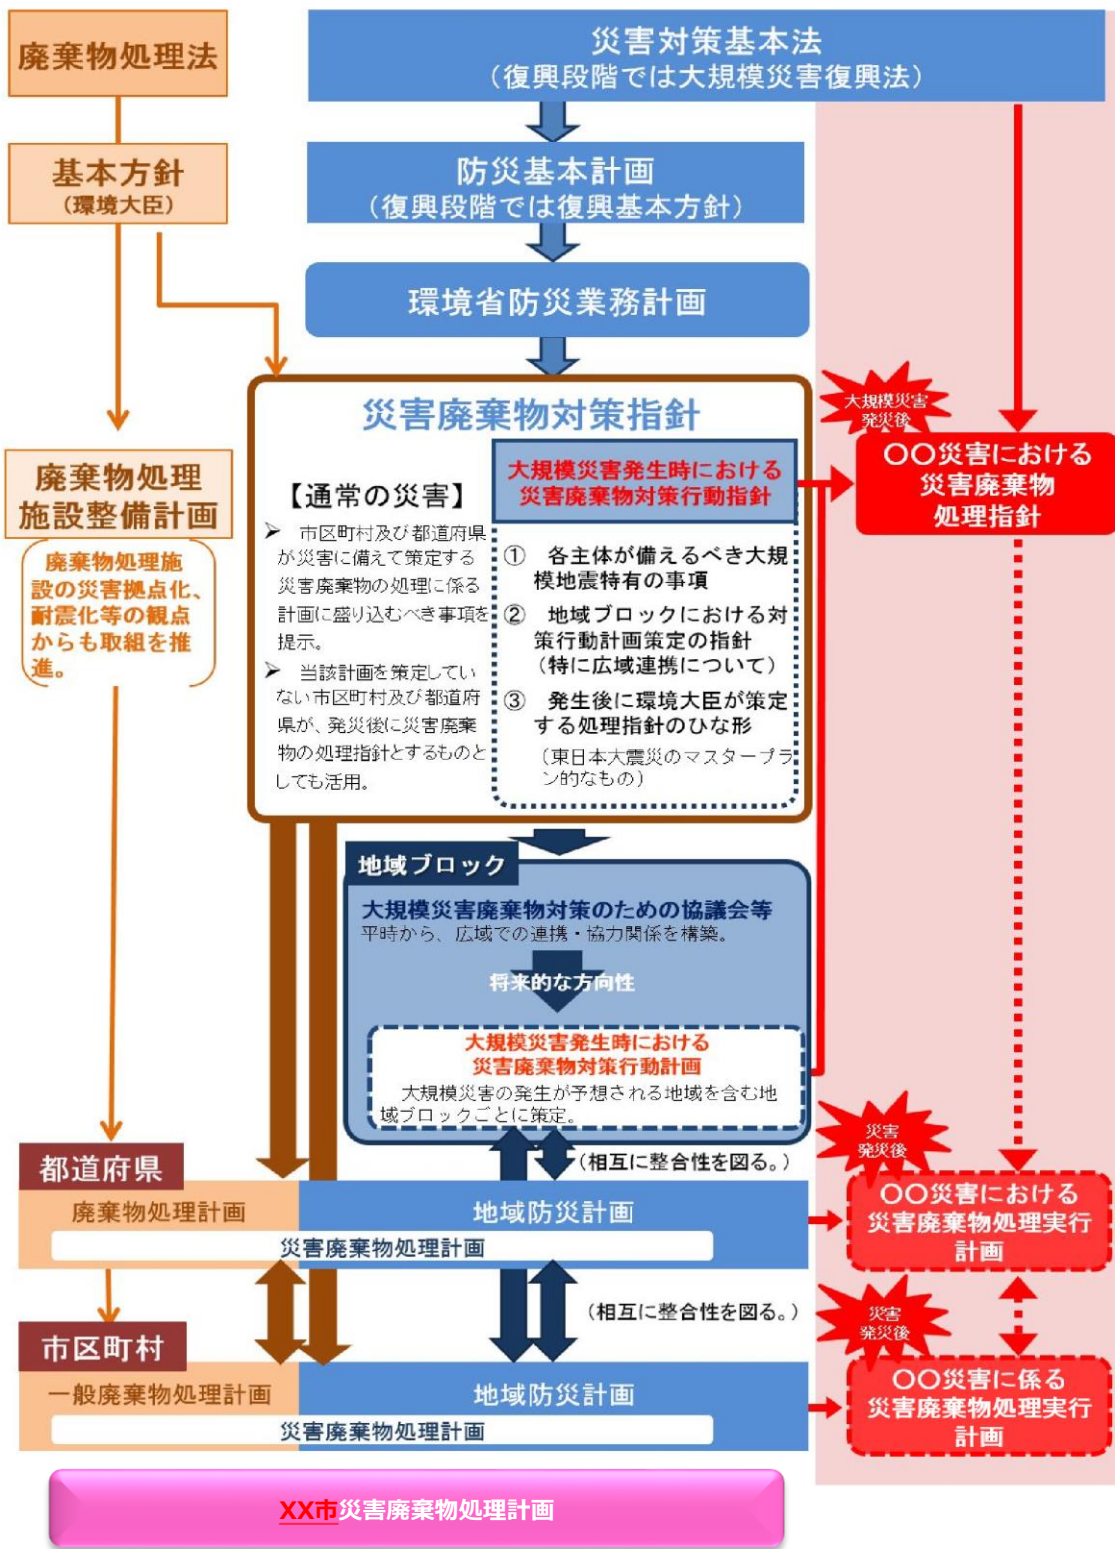 廃棄物処理法
災害対策基本法
(復興段階では大規模災害復興法)
基本方針
(環境大臣)
防災基本計画
(復興段階では復興基本方針)
環境省防災業務計画
災害廃棄物対策指針
【通常の災害】
➢ 市区町村及び都道府県
が災害に備えて策定する
災害廃棄物の処理に係る
計画に盛り込むべき事項を
提示。
➢ 当該計画を策定してい
ない市区町村及び都道府
県が、発災後に災害廃棄
物の処理指針とするものと
しても活用。
大規模災害発生時における
災害廃棄物対策行動指針
① 各主体が備えるべき大規
模地震特有の事項
② 地域ブロックにおける対
策行動計画策定の指針
(特に広域連携について)
③ 発生後に環境大臣が策定
する処理指針のひな形
(東日本大震災のマスタープラ
ン的なもの)
大規模災害
発災後
〇〇災害における
災害廃棄物
処理指針
廃棄物処理
施設整備計画
廃棄物処理施
設の災害拠点化、
耐震化等の観点
からも取組を推
進。
地域ブロック
大規模災害廃棄物対策のための協議会等
平時から、広域での連携・協力関係を構築。
将来的な方向性
大規模災害発生時における
災害廃棄物対策行動計画
大規模災害の発生が予想される地域を含む地
域ブロックごとに策定。
(相互に整合性を図る。)
災害
発災後
都道府県
廃棄物処理計画
地域防災計画
災害廃棄物処理計画
〇〇災害における
災害廃棄物処理実行
計画
(相互に整合性を図る。)
災害
発災後
市区町村
一般廃棄物処理計画
地域防災計画
災害廃棄物処理計画
〇〇災害に係る
災害廃棄物処理実行
計画
XX市災害廃棄物処理計画